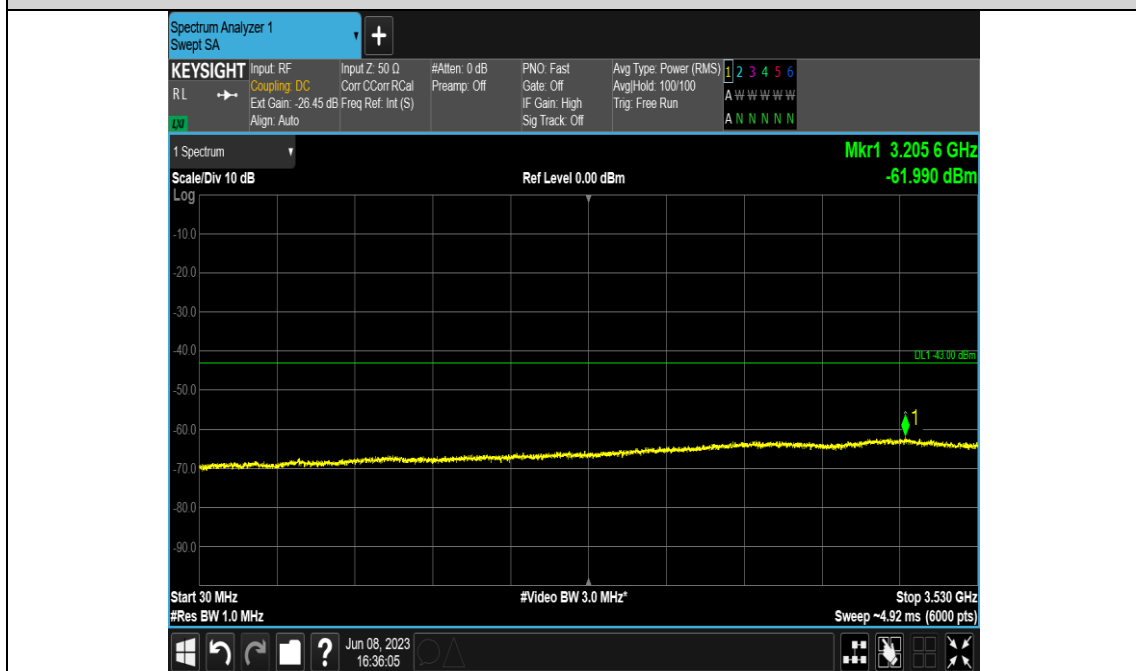 Spectrum Analyzer 1
Swept SA
KEYSIGHT
RL
LXI
Input: RF
Coupling: DC
Ext Gain: -26.45 dB
Align: Auto
Input Z: 50 Ω
Corr CCorr RCal
Freq Ref: Int (S)
#Atten: 0 dB
Preamp: Off
PNO: Fast
Gate: Off
IF Gain: High
Sig Track: Off
Avg Type: Power (RMS)
Avg|Hold: 100/100
Trig: Free Run
1 2 3 4 5 6
A W W W W W
A N N N N N
1 Spectrum
Mkr1 3.205 6 GHz
Scale/Div 10 dB
Ref Level 0.00 dBm
-61.990 dBm
Log
-10.0
-20.0
-30.0
-40.0
DL1 -43.00 dBm
-50.0
1
-60.0
-70.0
-80.0
-90.0
Start 30 MHz
#Video BW 3.0 MHz*
Stop 3.530 GHz
#Res BW 1.0 MHz
Sweep ~4.92 ms (6000 pts)
?
Jun 08, 2023
16:36:05